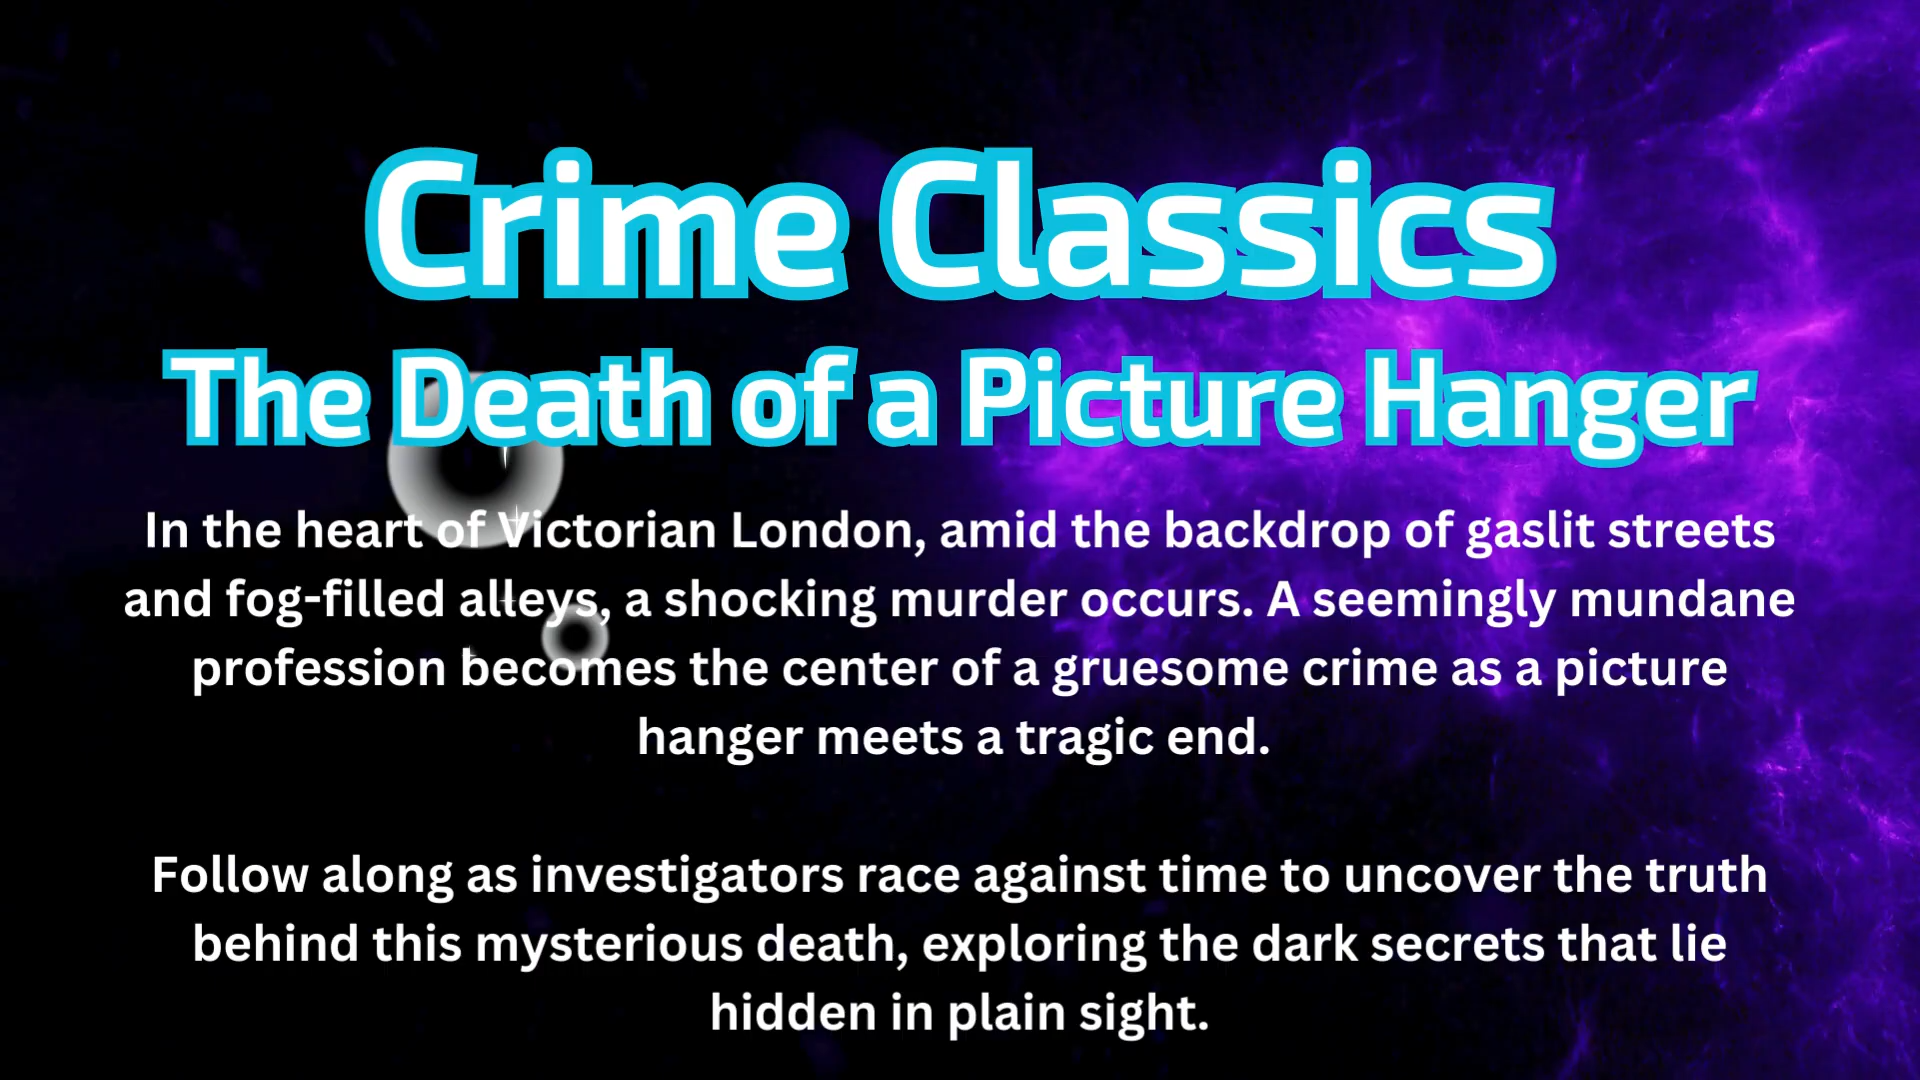 Crime Classics
The Death of a Picture Hanger
In the heart of Victorian London, amid the backdrop of gaslit streets
and fog-filled alleys, a shocking murder occurs. A seemingly mundane
profession becomes the center of a gruesome crime as a picture
hanger meets a tragic end.
Follow along as investigators race against time to uncover the truth
behind this mysterious death, exploring the dark secrets that lie
hidden in plain sight.